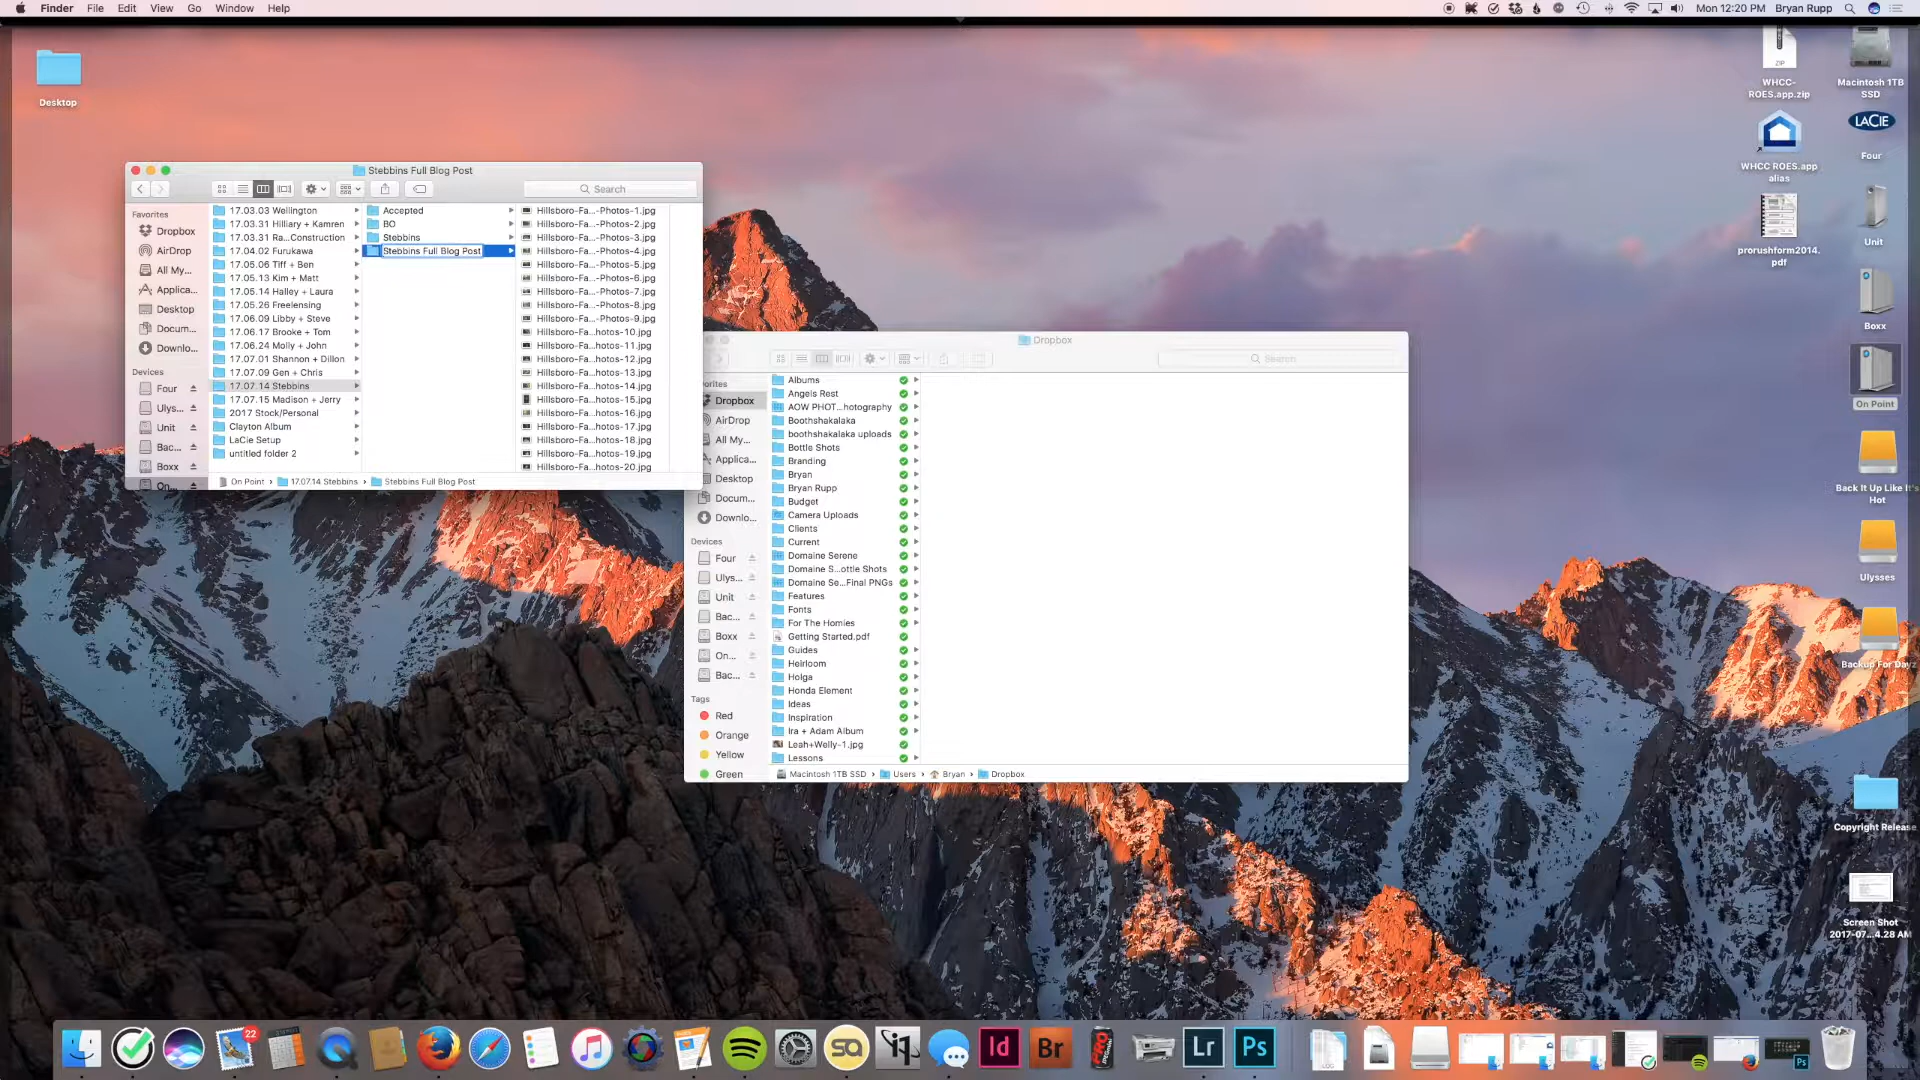 Finder File Edit View Go Window Help
Mon 12:20 PM Bryan Rupp
Desktop
WHCC-
ROES.app.zip
Macintosh 1TB
SSD
LACIE
Four
WHCC ROES.app
alias
Unit
prorushform2014.
pdf
Boxx
On Point
Back It Up Like It's
Hot
Ulysses
Backup For Dayz
Copyright Release
Screen Shot
2017-07...4.28 AM
Stebbins Full Blog Post
Search
Favorites
Dropbox
AirDrop
All My...
Applica...
Desktop
Docum...
Downlo...
Devices
Four
Ulys...
Unit
Bac...
Boxx
On...
17.03.03 Wellington
17.03.31 Hilliary + Kamren
17.03.31 Ra...Construction
17.04.02 Furukawa
17.05.06 Tiff + Ben
17.05.13 Kim + Matt
17.05.14 Halley + Laura
17.05.26 Freelensing
17.06.09 Libby + Steve
17.06.17 Brooke + Tom
17.06.24 Molly + John
17.07.01 Shannon + Dillon
17.07.09 Gen + Chris
17.07.14 Stebbins
17.07.15 Madison + Jerry
2017 Stock/Personal
Clayton Album
LaCie Setup
untitled folder 2
Accepted
BO
Stebbins
Stebbins Full Blog Post
Hillsboro-Fa...-Photos-1.jpg
Hillsboro-Fa...-Photos-2.jpg
Hillsboro-Fa...-Photos-3.jpg
Hillsboro-Fa...-Photos-4.jpg
Hillsboro-Fa...-Photos-5.jpg
Hillsboro-Fa...-Photos-6.jpg
Hillsboro-Fa...-Photos-7.jpg
Hillsboro-Fa...-Photos-8.jpg
Hillsboro-Fa...-Photos-9.jpg
Hillsboro-Fa...hotos-10.jpg
Hillsboro-Fa...hotos-11.jpg
Hillsboro-Fa...hotos-12.jpg
Hillsboro-Fa...hotos-13.jpg
Hillsboro-Fa...hotos-14.jpg
Hillsboro-Fa...hotos-15.jpg
Hillsboro-Fa...hotos-16.jpg
Hillsboro-Fa...hotos-17.jpg
Hillsboro-Fa...hotos-18.jpg
Hillsboro-Fa...hotos-19.jpg
Hillsboro-Fa...hotos-20.jpg
On Point 17.07.14 Stebbins Stebbins Full Blog Post
Dropbox
Search
vorites
Dropbox
AirDrop
All My...
Applica...
Desktop
Docum...
Downlo...
Devices
Four
Ulys...
Unit
Bac...
Boxx
On...
Bac...
Tags
Red
Orange
Yellow
Green
Albums
Angels Rest
AOW PHOT...hotography
Boothshakalaka
boothshakalaka uploads
Bottle Shots
Branding
Bryan
Bryan Rupp
Budget
Camera Uploads
Clients
Current
Domaine Serene
Domaine S...ottle Shots
Domaine Se...Final PNGs
Features
Fonts
For The Homies
Getting Started.pdf
Guides
Heirloom
Holga
Honda Element
Ideas
Inspiration
Ira + Adam Album
Leah+Welly-1.jpg
Lessons
Macintosh 1TB SSD Users Bryan Dropbox
22
Id
Br
Lr
Ps